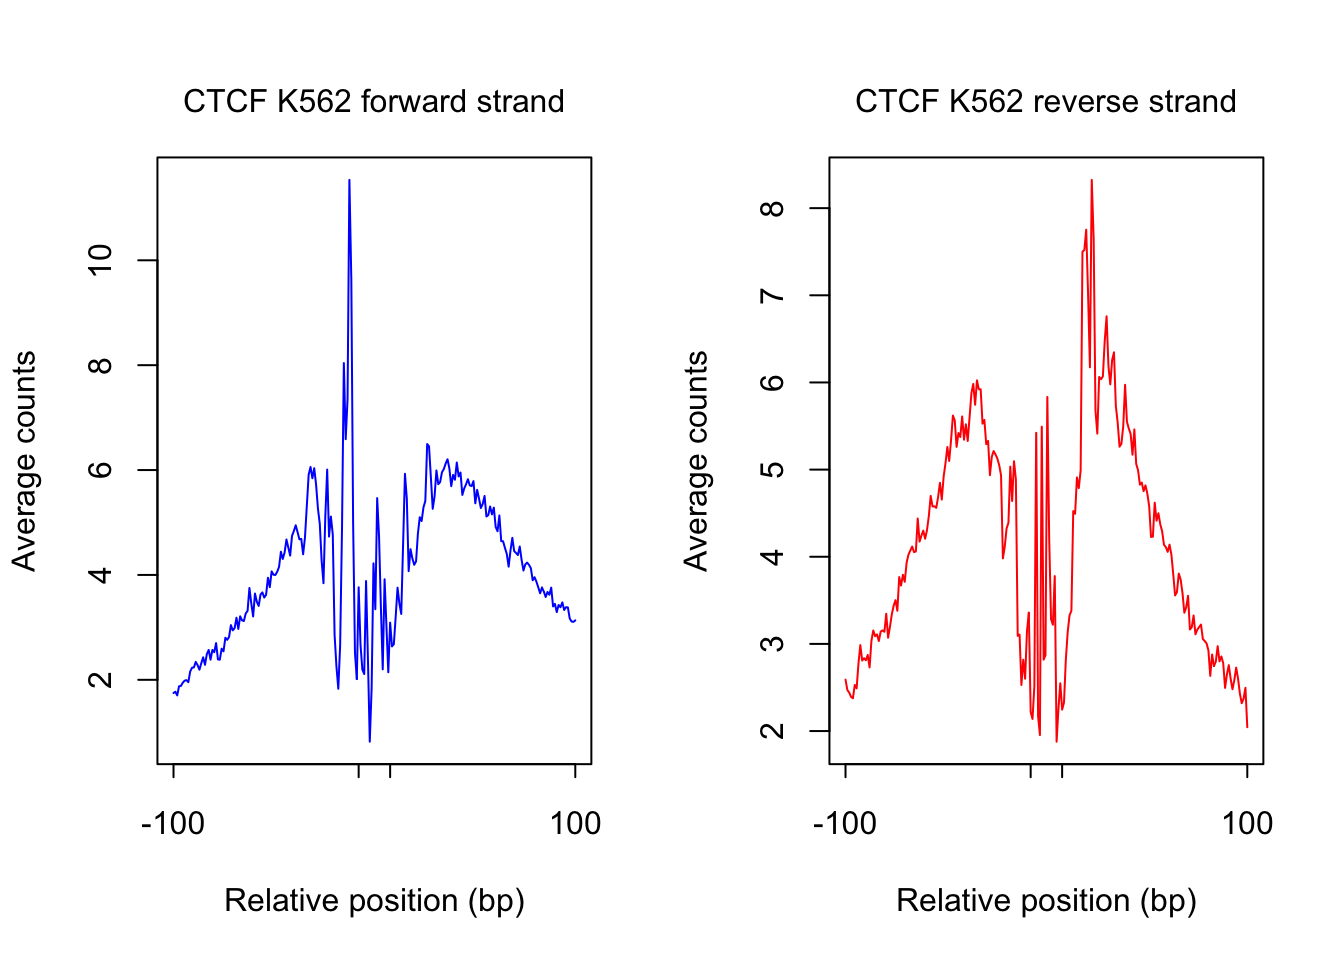 CTCF K562 forward strand
Average counts
10
8
6
4
2
-100
100
Relative position (bp)
CTCF K562 reverse strand
Average counts
8
7
6
5
4
3
2
-100
100
Relative position (bp)